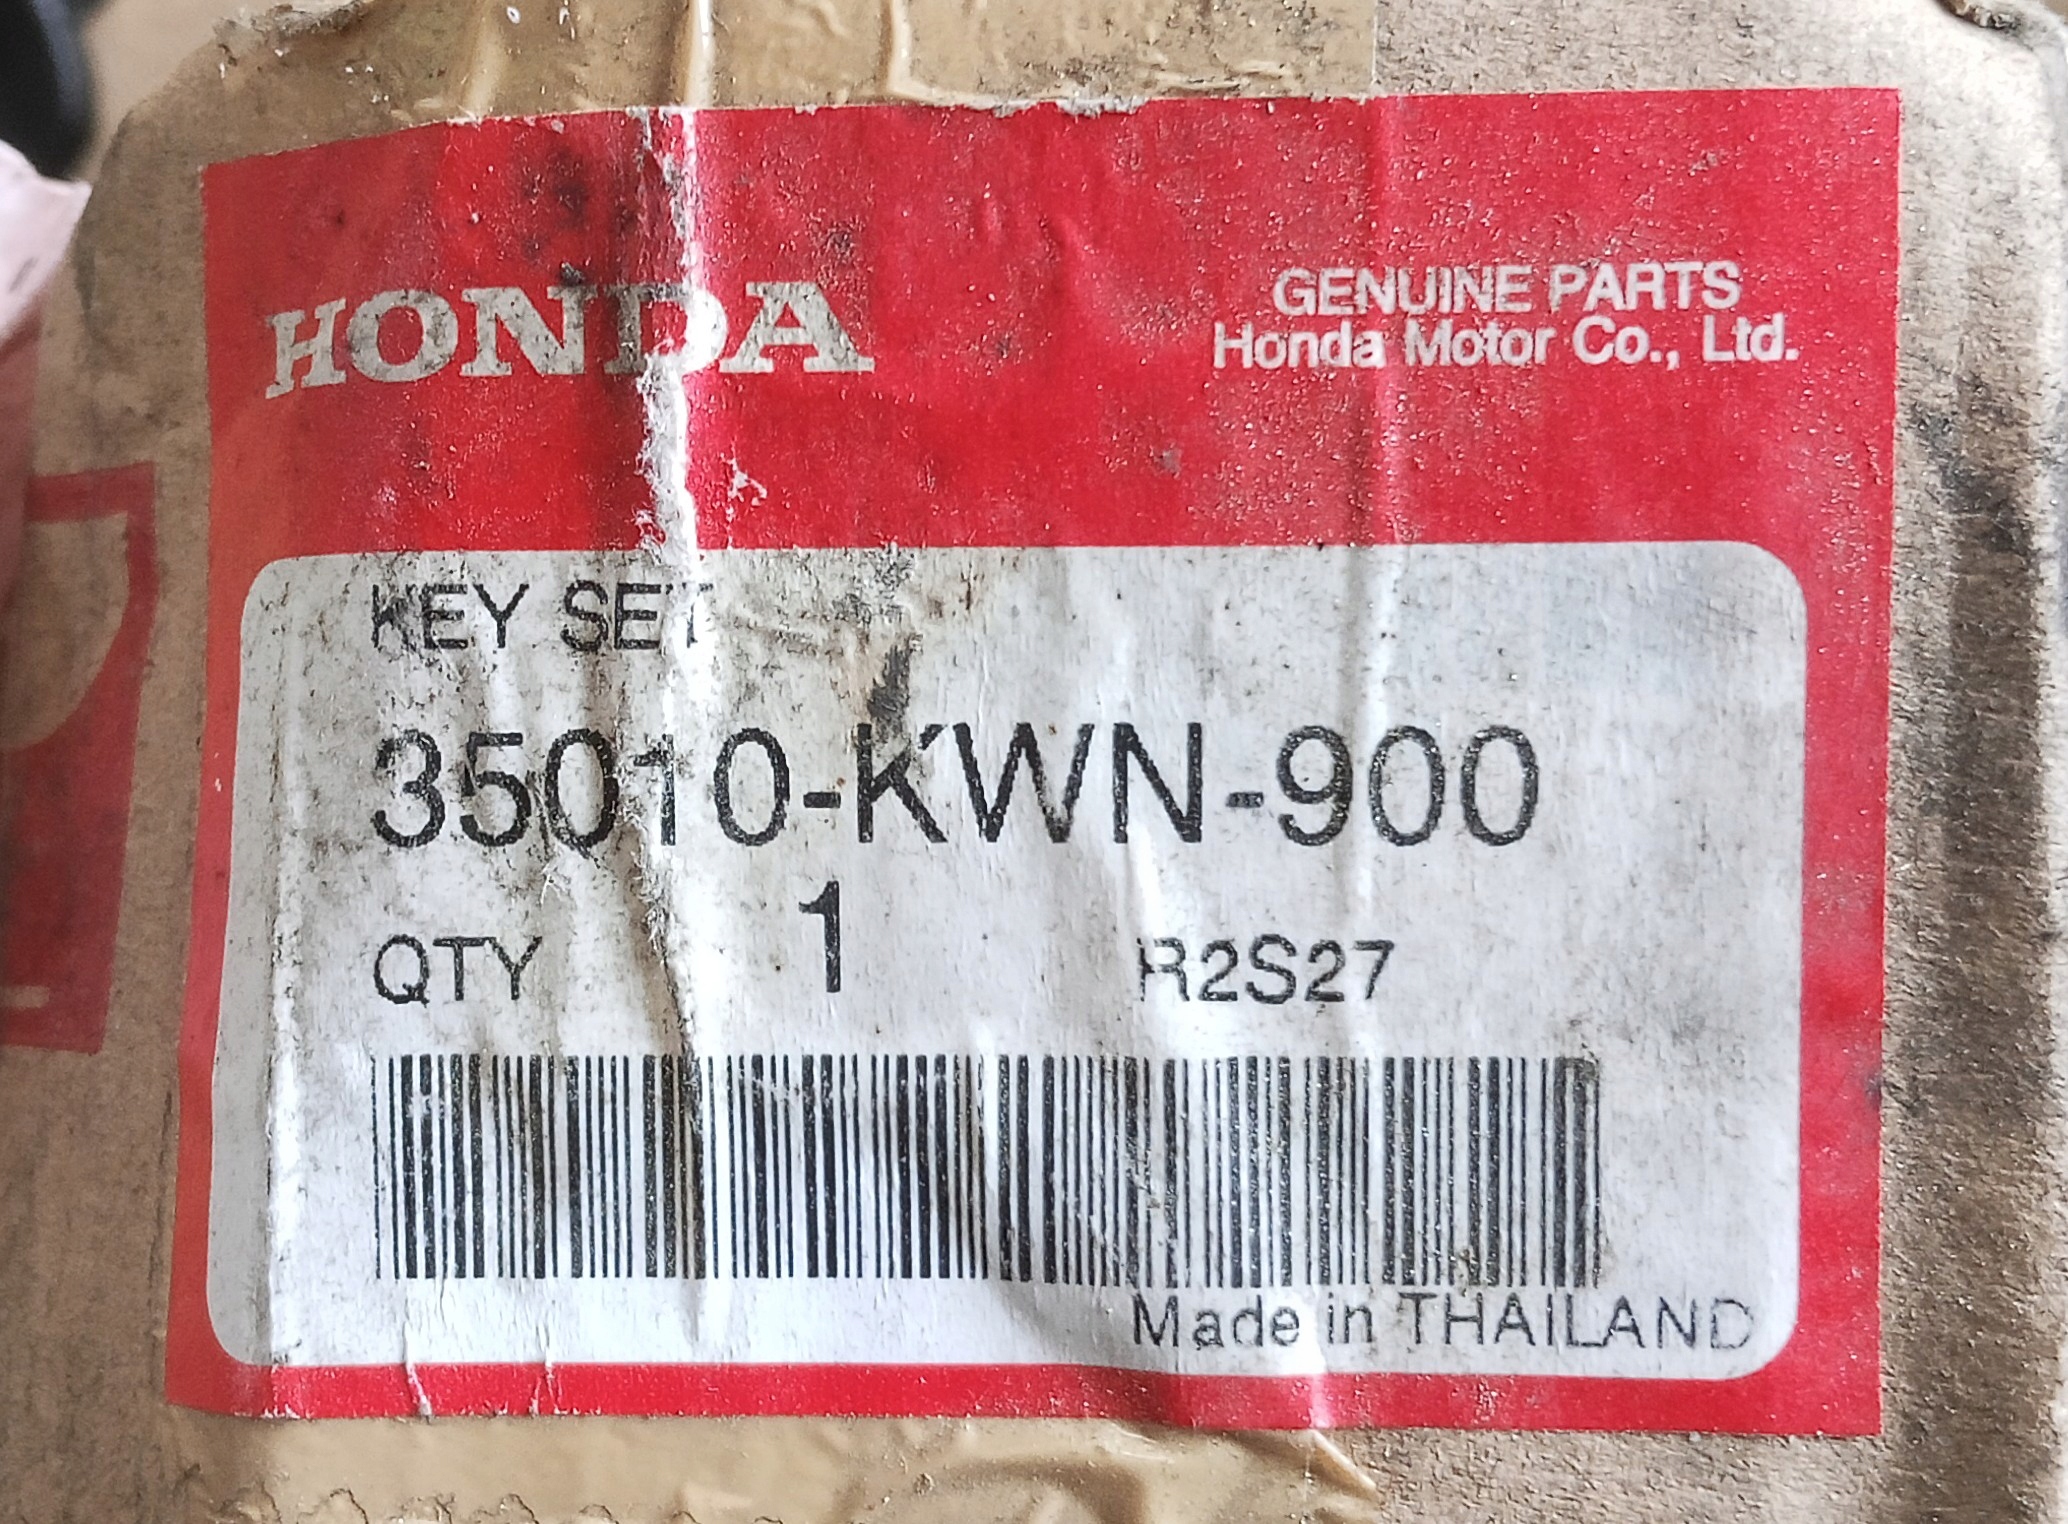 HONDA
GENUINE PARTS
Honda Motor Co., Ltd.
KEY SET
35010-KWN-900
QTY 1 R2S27
Made in THAILAND